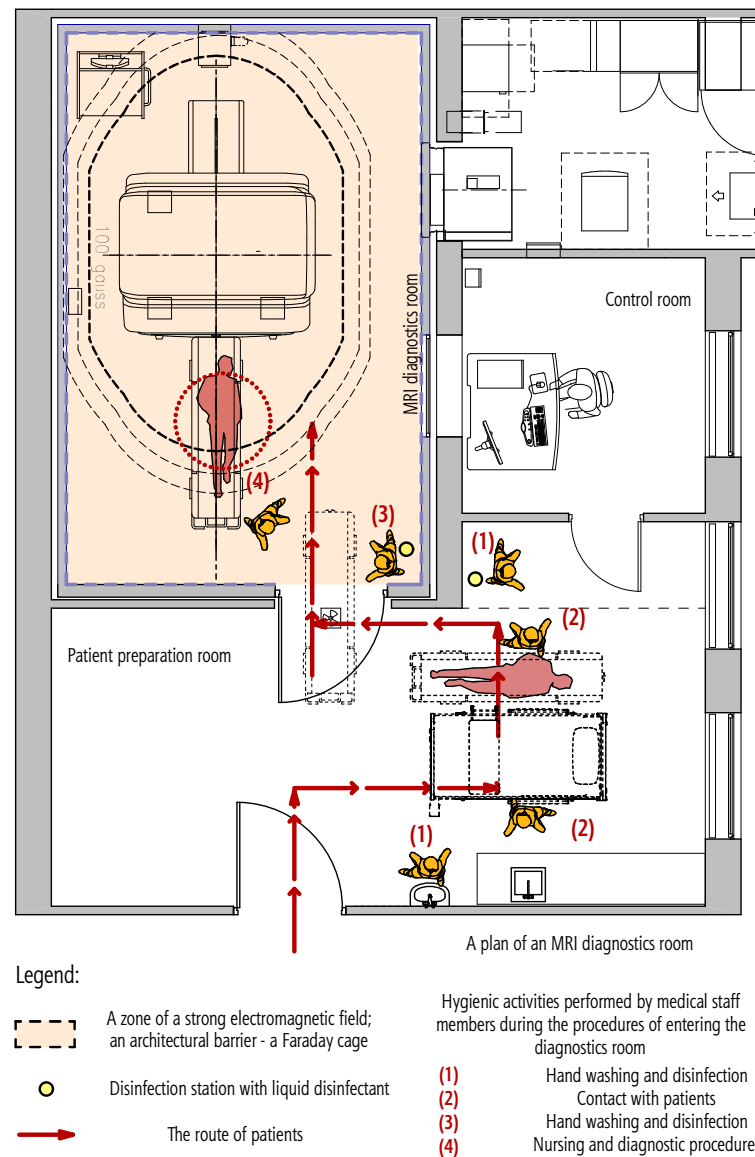 100 gauss
MRI diagnostics room
Control room
(4)
(3)
(1)
(2)
Patient preparation room
(1)
(2)
A plan of an MRI diagnostics room
Legend:
A zone of a strong electromagnetic field;
an architectural barrier - a Faraday cage
Disinfection station with liquid disinfectant
The route of patients
Hygienic activities performed by medical staff
members during the procedures of entering the
diagnostics room
(1) Hand washing and disinfection
(2) Contact with patients
(3) Hand washing and disinfection
(4) Nursing and diagnostic procedure